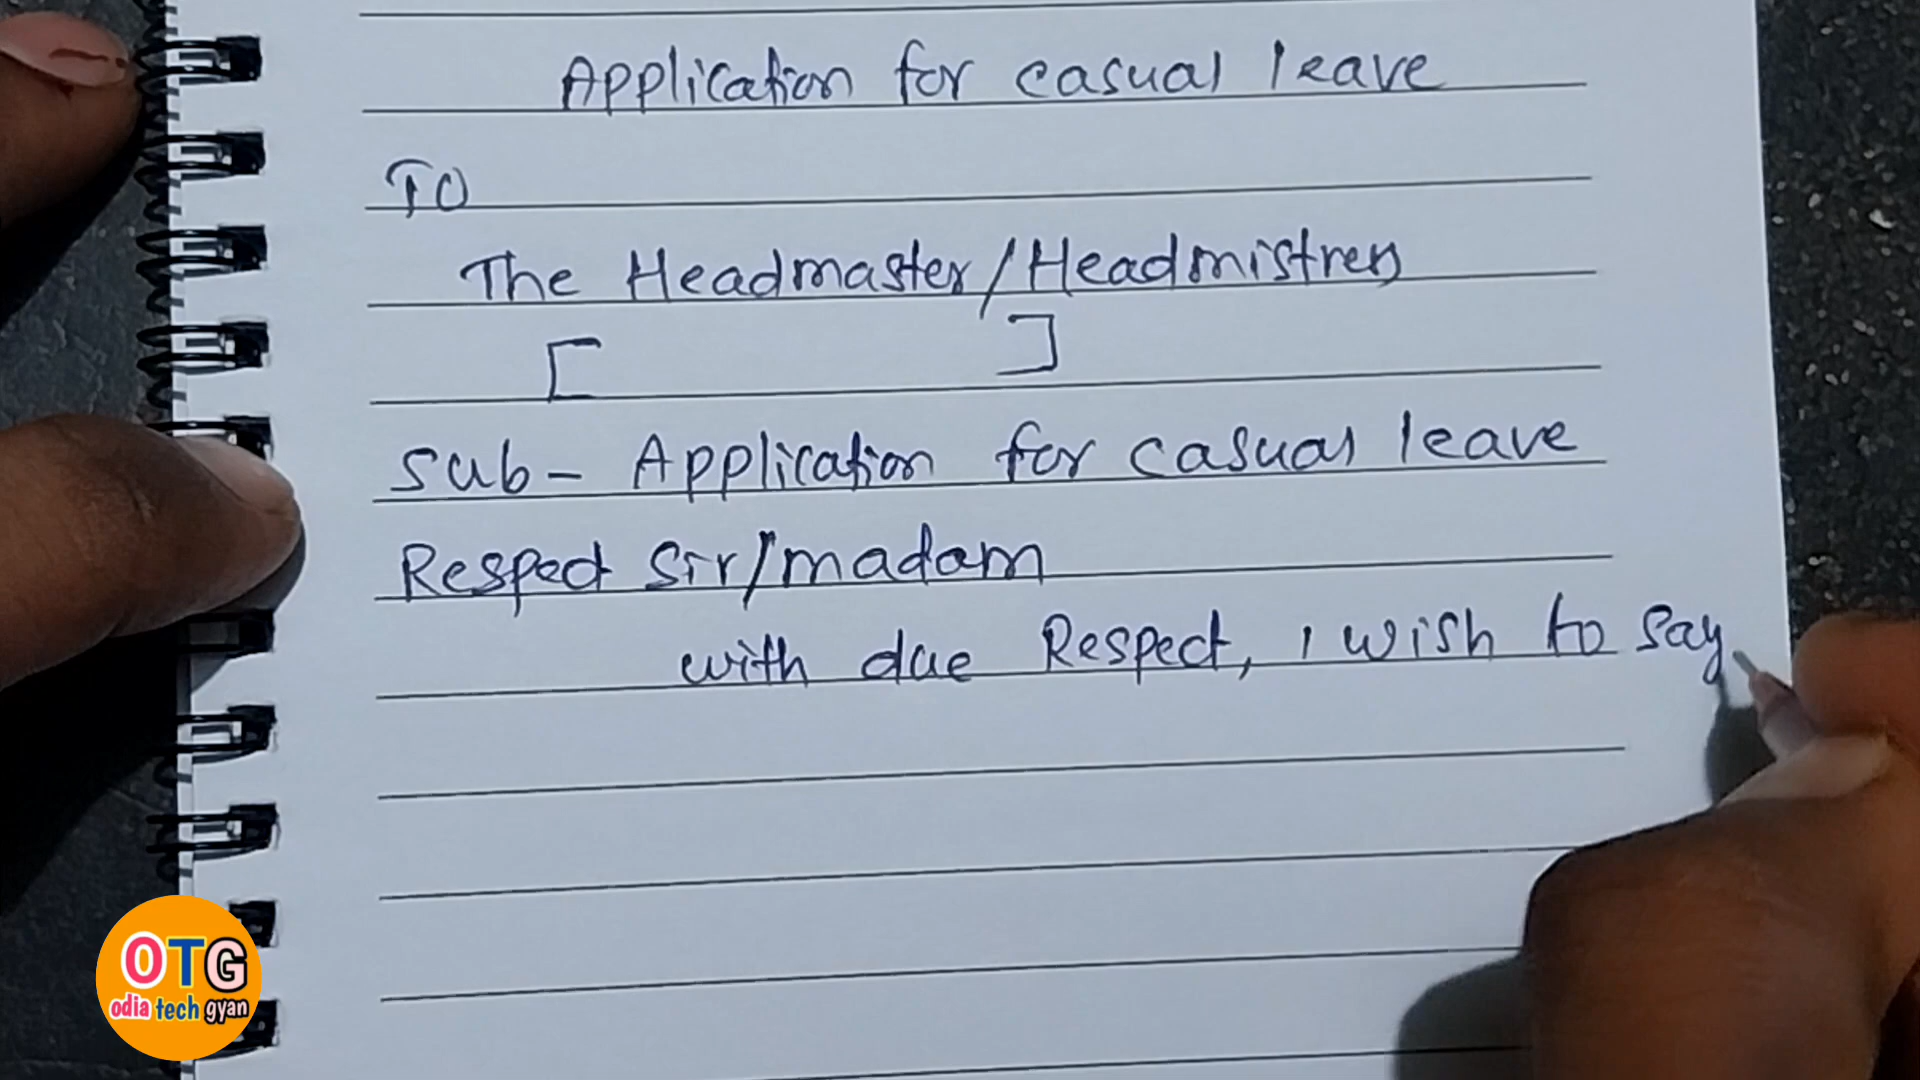 Application for casual leave
To
The Headmaster/Headmistress
[ ]
Sub- Application for casual leave
Respect Sir/madam
with due Respect, I wish to say
OTG
odia tech gyan